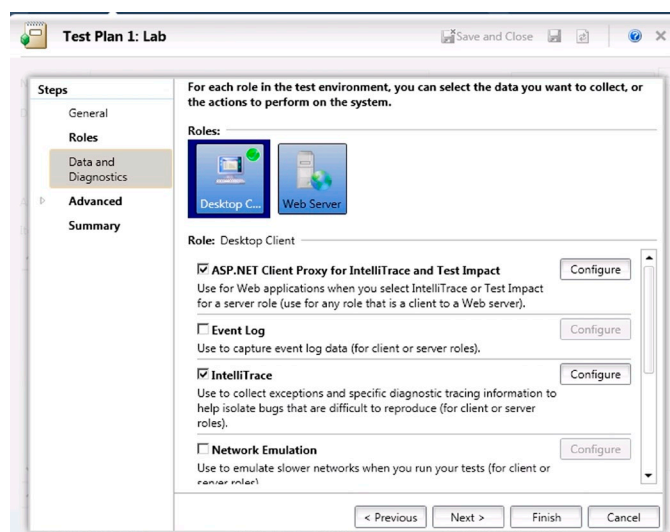 Test Plan 1: Lab
Save and Close
Steps
General
Roles
Data and
Diagnostics
Advanced
Summary
For each role in the test environment, you can select the data you want to collect, or
the actions to perform on the system.
Roles:
Desktop C...
Web Server
Role: Desktop Client
ASP.NET Client Proxy for IntelliTrace and Test Impact
Configure
Use for Web applications when you select IntelliTrace or Test Impact
for a server role (use for any role that is a client to a Web server).
Event Log
Configure
Use to capture event log data (for client or server roles).
IntelliTrace
Configure
Use to collect exceptions and specific diagnostic tracing information to
help isolate bugs that are difficult to reproduce (for client or server
roles).
Network Emulation
Configure
Use to emulate slower networks when you run your tests (for client or
server roles)
< Previous
Next >
Finish
Cancel